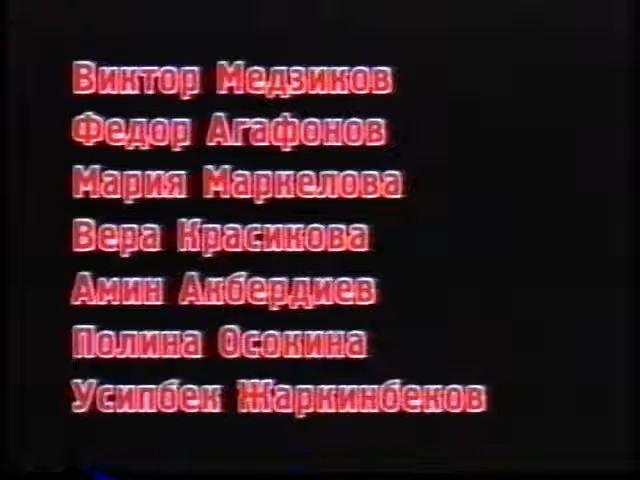 Виктор Медзиков
Федор Агафонов
Мария Маркелова
Вера Красикова
Амин Акбердиев
Полина Осокина
Усипбек Жаркинбеков